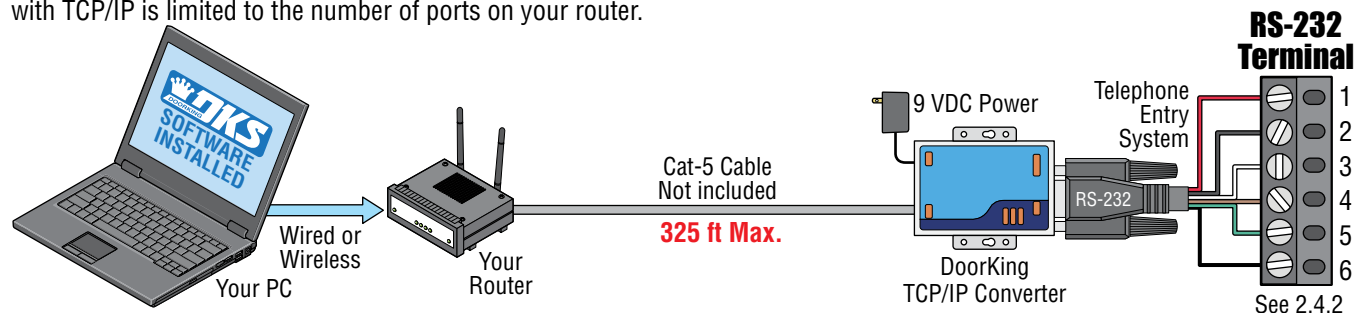 with TCP/IP is limited to the number of ports on your router.
RS-232
Terminal
DKS
DOORKING
SOFTWARE
INSTALLED
Wired or
Wireless
Your PC
Your
Router
Cat-5 Cable
Not included
325 ft Max.
9 VDC Power
DoorKing
TCP/IP Converter
RS-232
Telephone
Entry
System
1
2
3
4
5
6
See 2.4.2